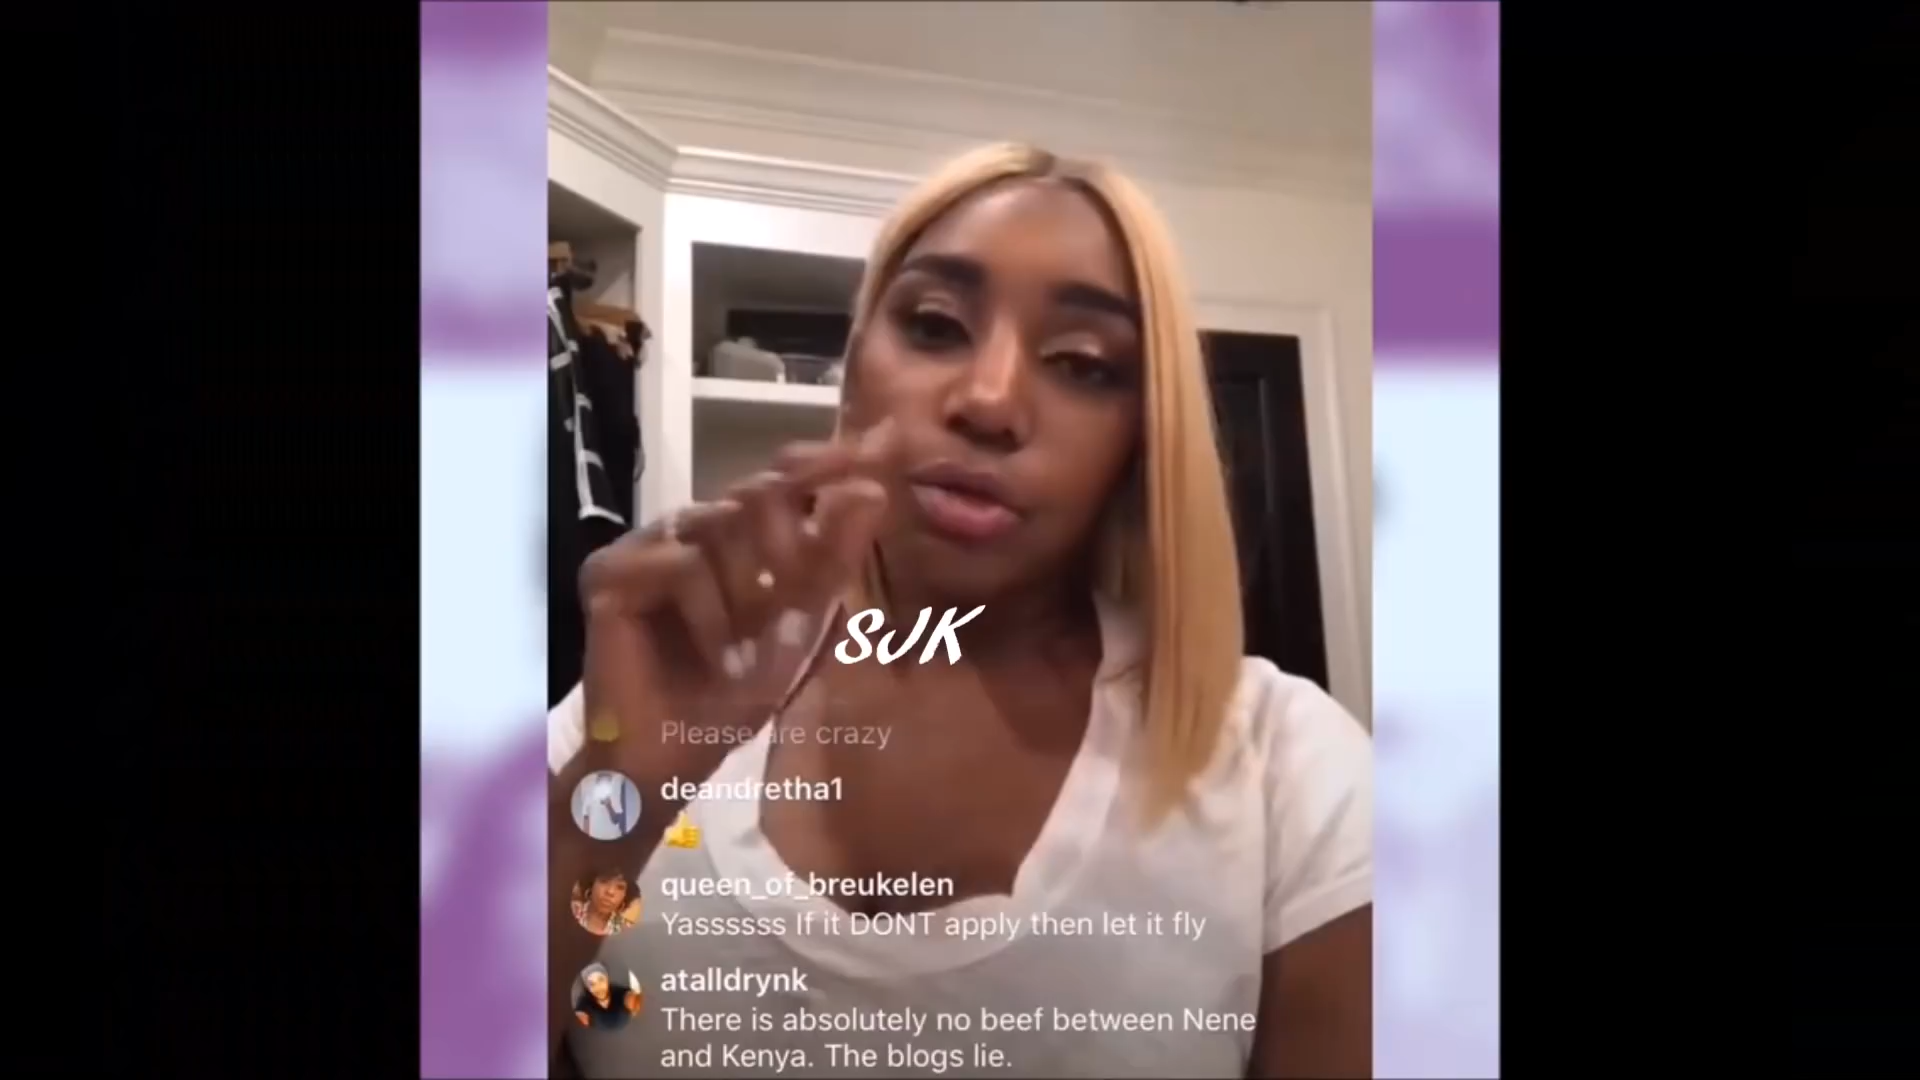 SJK
Please are crazy
deandretha1
👍
queen_of_breukelen
Yassssss If it DONT apply then let it fly
atalldrynk
There is absolutely no beef between Nene
and Kenya. The blogs lie.